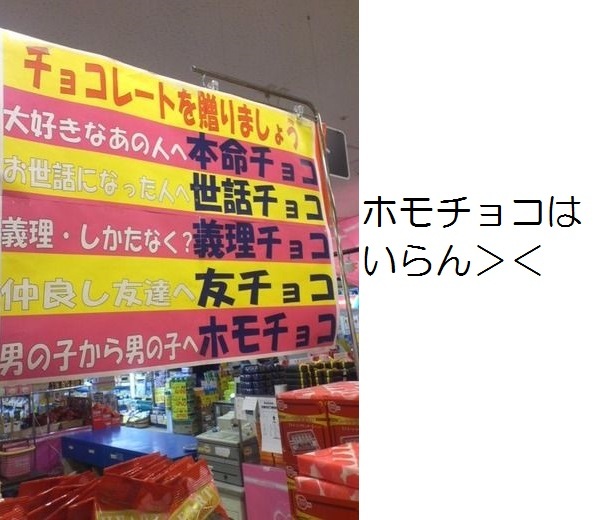 チョコレートを贈りましょう
大好きなあの人へ本命チョコ
お世話になった人へ世話チョコ
義理・しかたなく?義理チョコ
仲良し友達へ友チョコ
男の子から男の子へホモチョコ
ホモチョコは
いらん＞＜